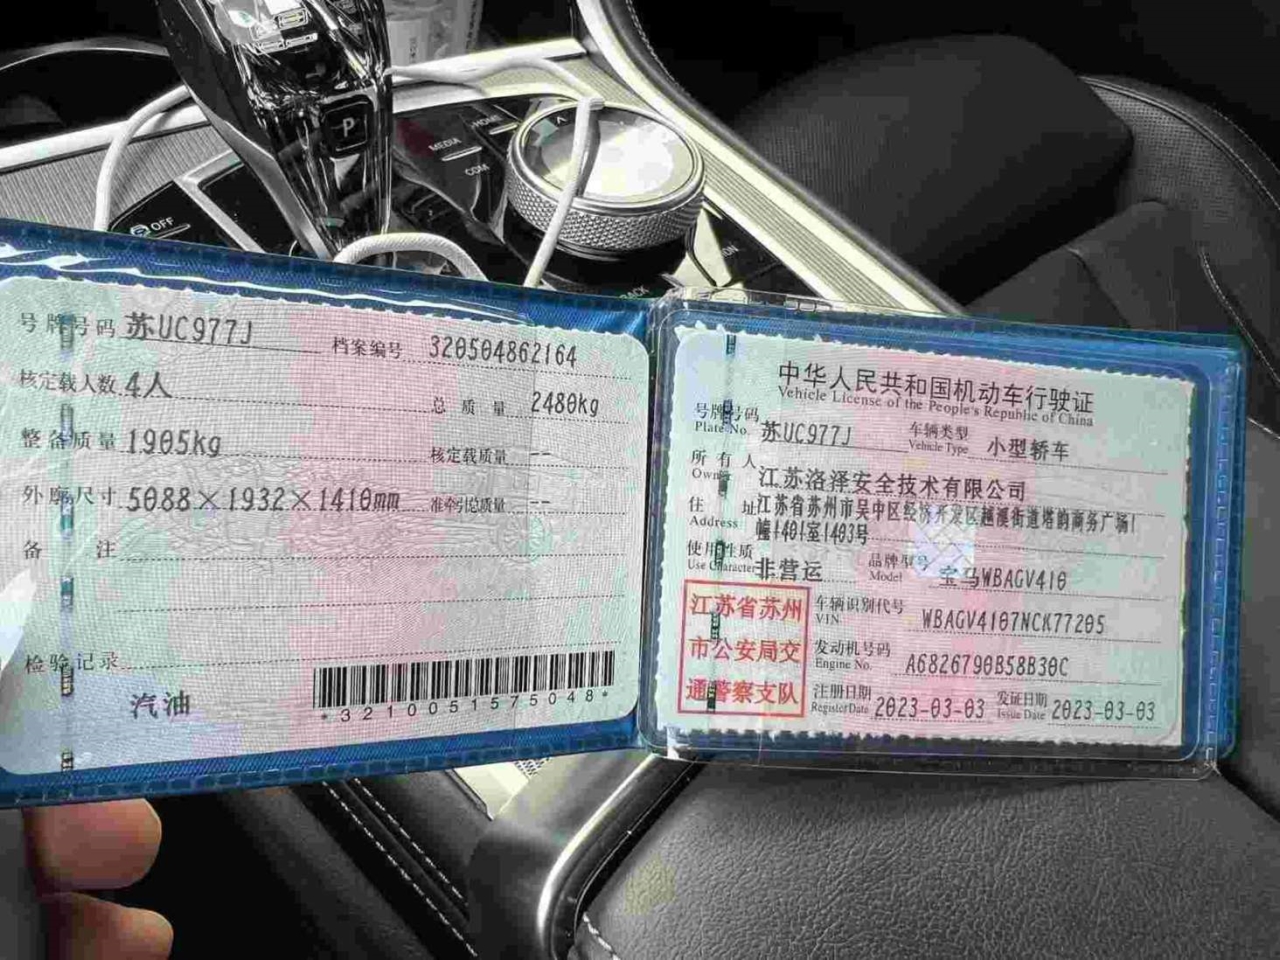 P
MEDIA
HOME
COM
OFF
号牌号码 苏UC977J 档案编号 320504862164
核定载人数 4人 总质量 2480kg
整备质量 1905kg 核定载质量 --
外廓尺寸 5088×1932×1410mm 准牵引总质量 --
备注
检验记录
汽油
*3210051575048*
中华人民共和国机动车行驶证
Vehicle License of the People's Republic of China
号牌号码 苏UC977J 车辆类型 小型轿车
Plate No. Vehicle Type
所有人 江苏洛泽安全技术有限公司
Owner
住址 江苏省苏州市吴中区经济开发区越溪街道塔韵商务广场1
Address 幢1401室1403号
使用性质 非营运 品牌型号 宝马WBAGV410
Use Character Model
江苏省苏州
市公安局交
通警察支队
车辆识别代号 WBAGV4107NCK77205
VIN
发动机号码 A6826790B58B30C
Engine No.
注册日期 2023-03-03 发证日期 2023-03-03
Register Date Issue Date